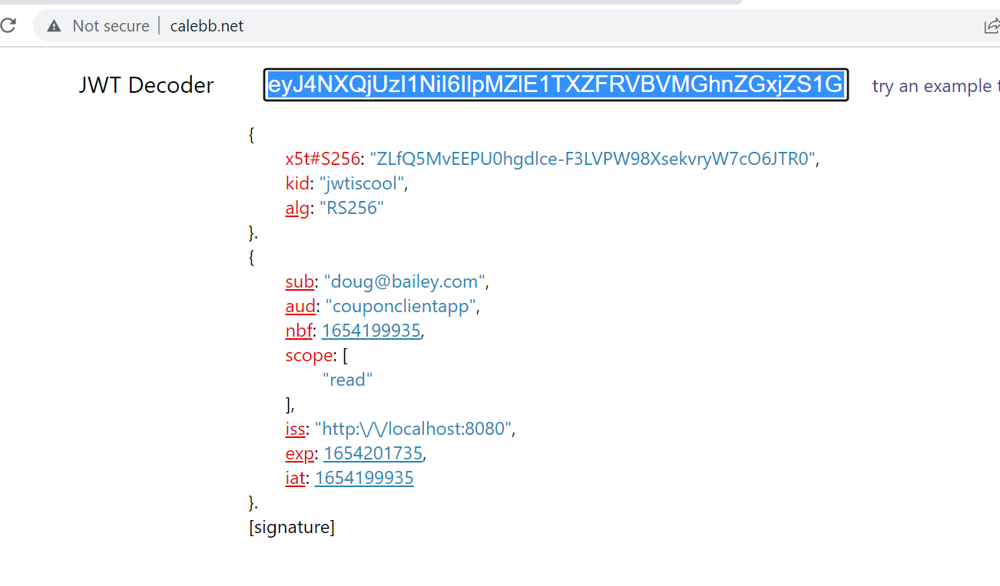 Not secure | calebb.net
JWT Decoder eyJ4NXQjUzI1NiI6IlpMZlE1TXZFRVBVMGhnZGxjZS1G try an example t
{
x5t#S256: "ZLfQ5MvEEPU0hgdlce-F3LVPW98XsekvryW7cO6JTR0",
kid: "jwtiscool",
alg: "RS256"
}.
{
sub: "doug@bailey.com",
aud: "couponclientapp",
nbf: 1654199935,
scope: [
"read"
],
iss: "http:\/\/localhost:8080",
exp: 1654201735,
iat: 1654199935
}.
[signature]